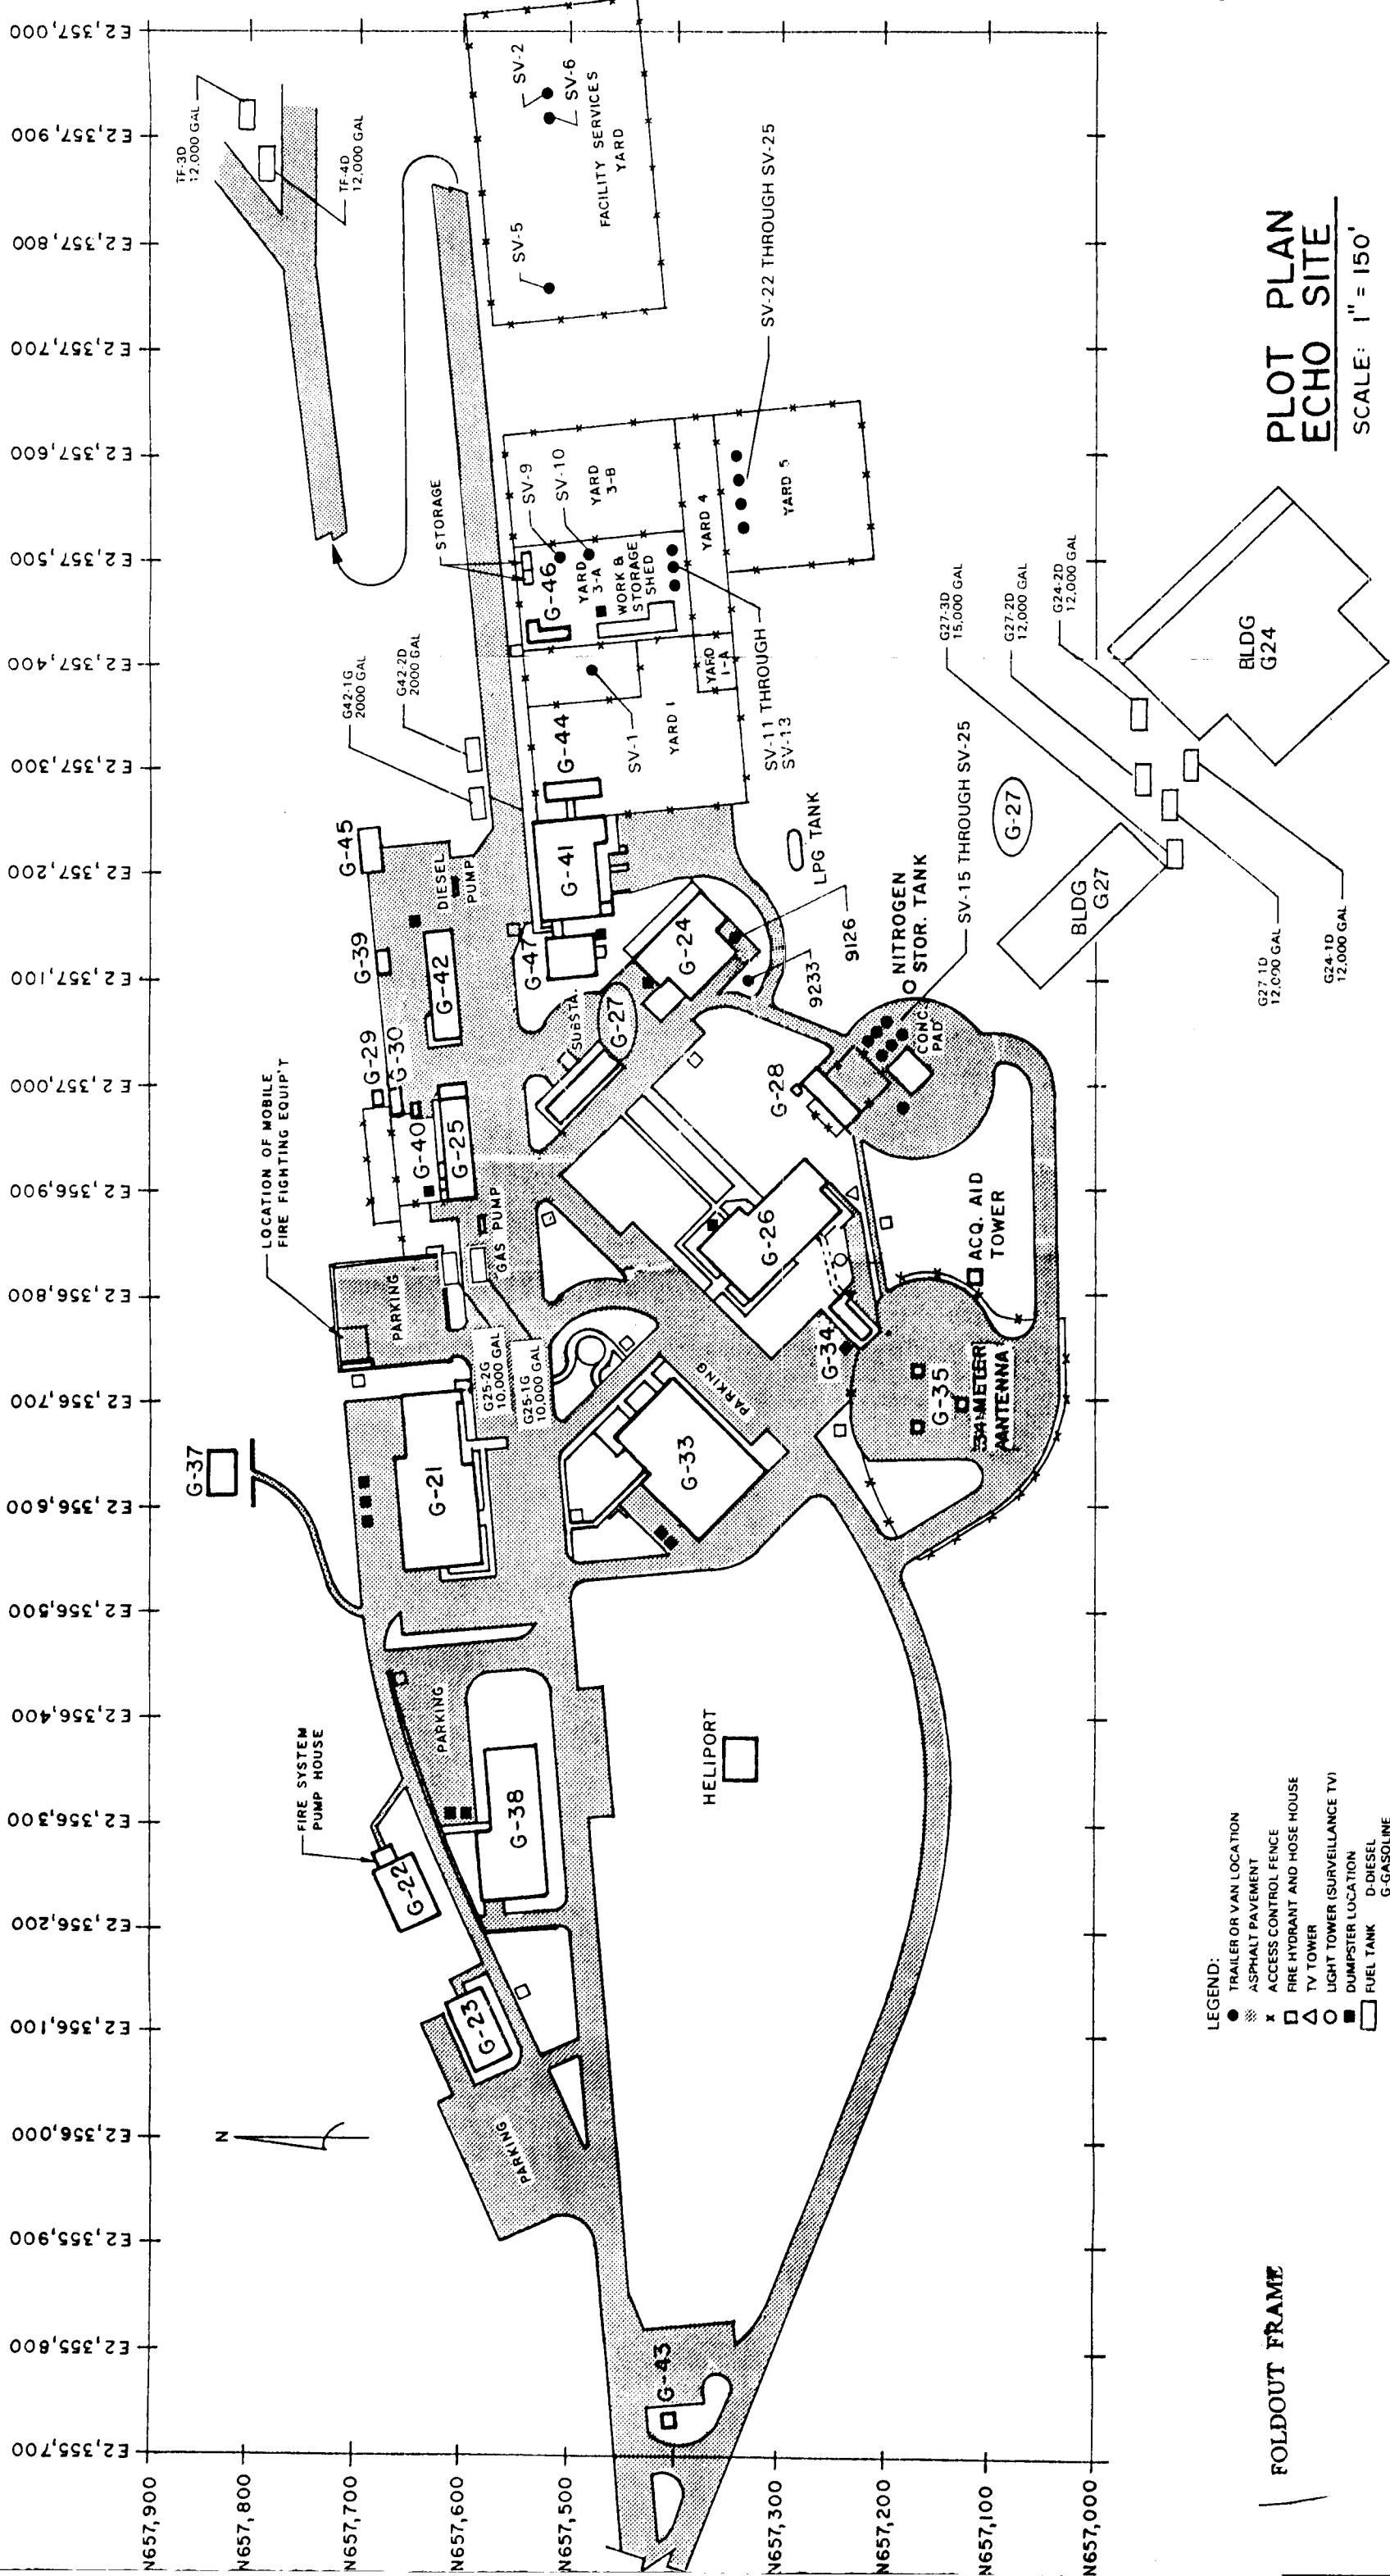 E2,357,000
E2,357,900
E2,357,800
E2,357,700
E2,357,600
E2,357,500
E2,357,400
E2,357,300
E2,357,200
E2,357,100
E2,357,000
E2,356,900
E2,356,800
E2,356,700
E2,356,600
E2,356,500
E2,356,400
E2,356,300
E2,356,200
E2,356,100
E2,356,000
E2,355,900
E2,355,800
E2,355,700
N657,900
N657,800
N657,700
N657,600
N657,500
N657,300
N657,200
N657,100
N657,000
TF-3D
12,000 GAL
TF-4D
12,000 GAL
SV-2
SV-6
SV-5
FACILITY SERVICES
YARD
SV-22 THROUGH SV-25
STORAGE
SV-9
SV-10
YARD
3-B
YARD 4
YARD 5
G-46
YARD
3-A
WORK &
STORAGE
SHED
YARD
1-A
G42-1G
2000 GAL
G42-2D
2000 GAL
G-44
SV-1
YARD 1
SV-11 THROUGH
SV-13
G-45
DIESEL
PUMP
G-41
LPG TANK
G-39
G-42
G-47
SUBSTA.
G-24
9233
9126
NITROGEN
STOR. TANK
SV-15 THROUGH SV-25
G-27
G-27
G27-3D
15,000 GAL
G27-2D
12,000 GAL
G24-2D
12,000 GAL
BLDG
G24
BLDG
G27
G27-1D
12,000 GAL
G24-1D
12,000 GAL
LOCATION OF MOBILE
FIRE FIGHTING EQUIP'T
G-29
G-30
G-40
G-25
GAS PUMP
G-28
CONC.
PAD
G-26
ACQ. AID
TOWER
PARKING
G25-2G
10,000 GAL
G25-1G
10,000 GAL
PARKING
G-34
G-35
34 METER
ANTENNA
G-37
G-21
G-33
FIRE SYSTEM
PUMP HOUSE
PARKING
G-38
HELIPORT
G-22
G-23
N
PARKING
G-43
PLOT PLAN
ECHO SITE
SCALE: 1" = 150'
LEGEND:
TRAILER OR VAN LOCATION
ASPHALT PAVEMENT
x ACCESS CONTROL FENCE
FIRE HYDRANT AND HOSE HOUSE
TV TOWER
LIGHT TOWER (SURVEILLANCE TV)
DUMPSTER LOCATION
FUEL TANK D-DIESEL
G-GASOLINE
FOLDOUT FRAME